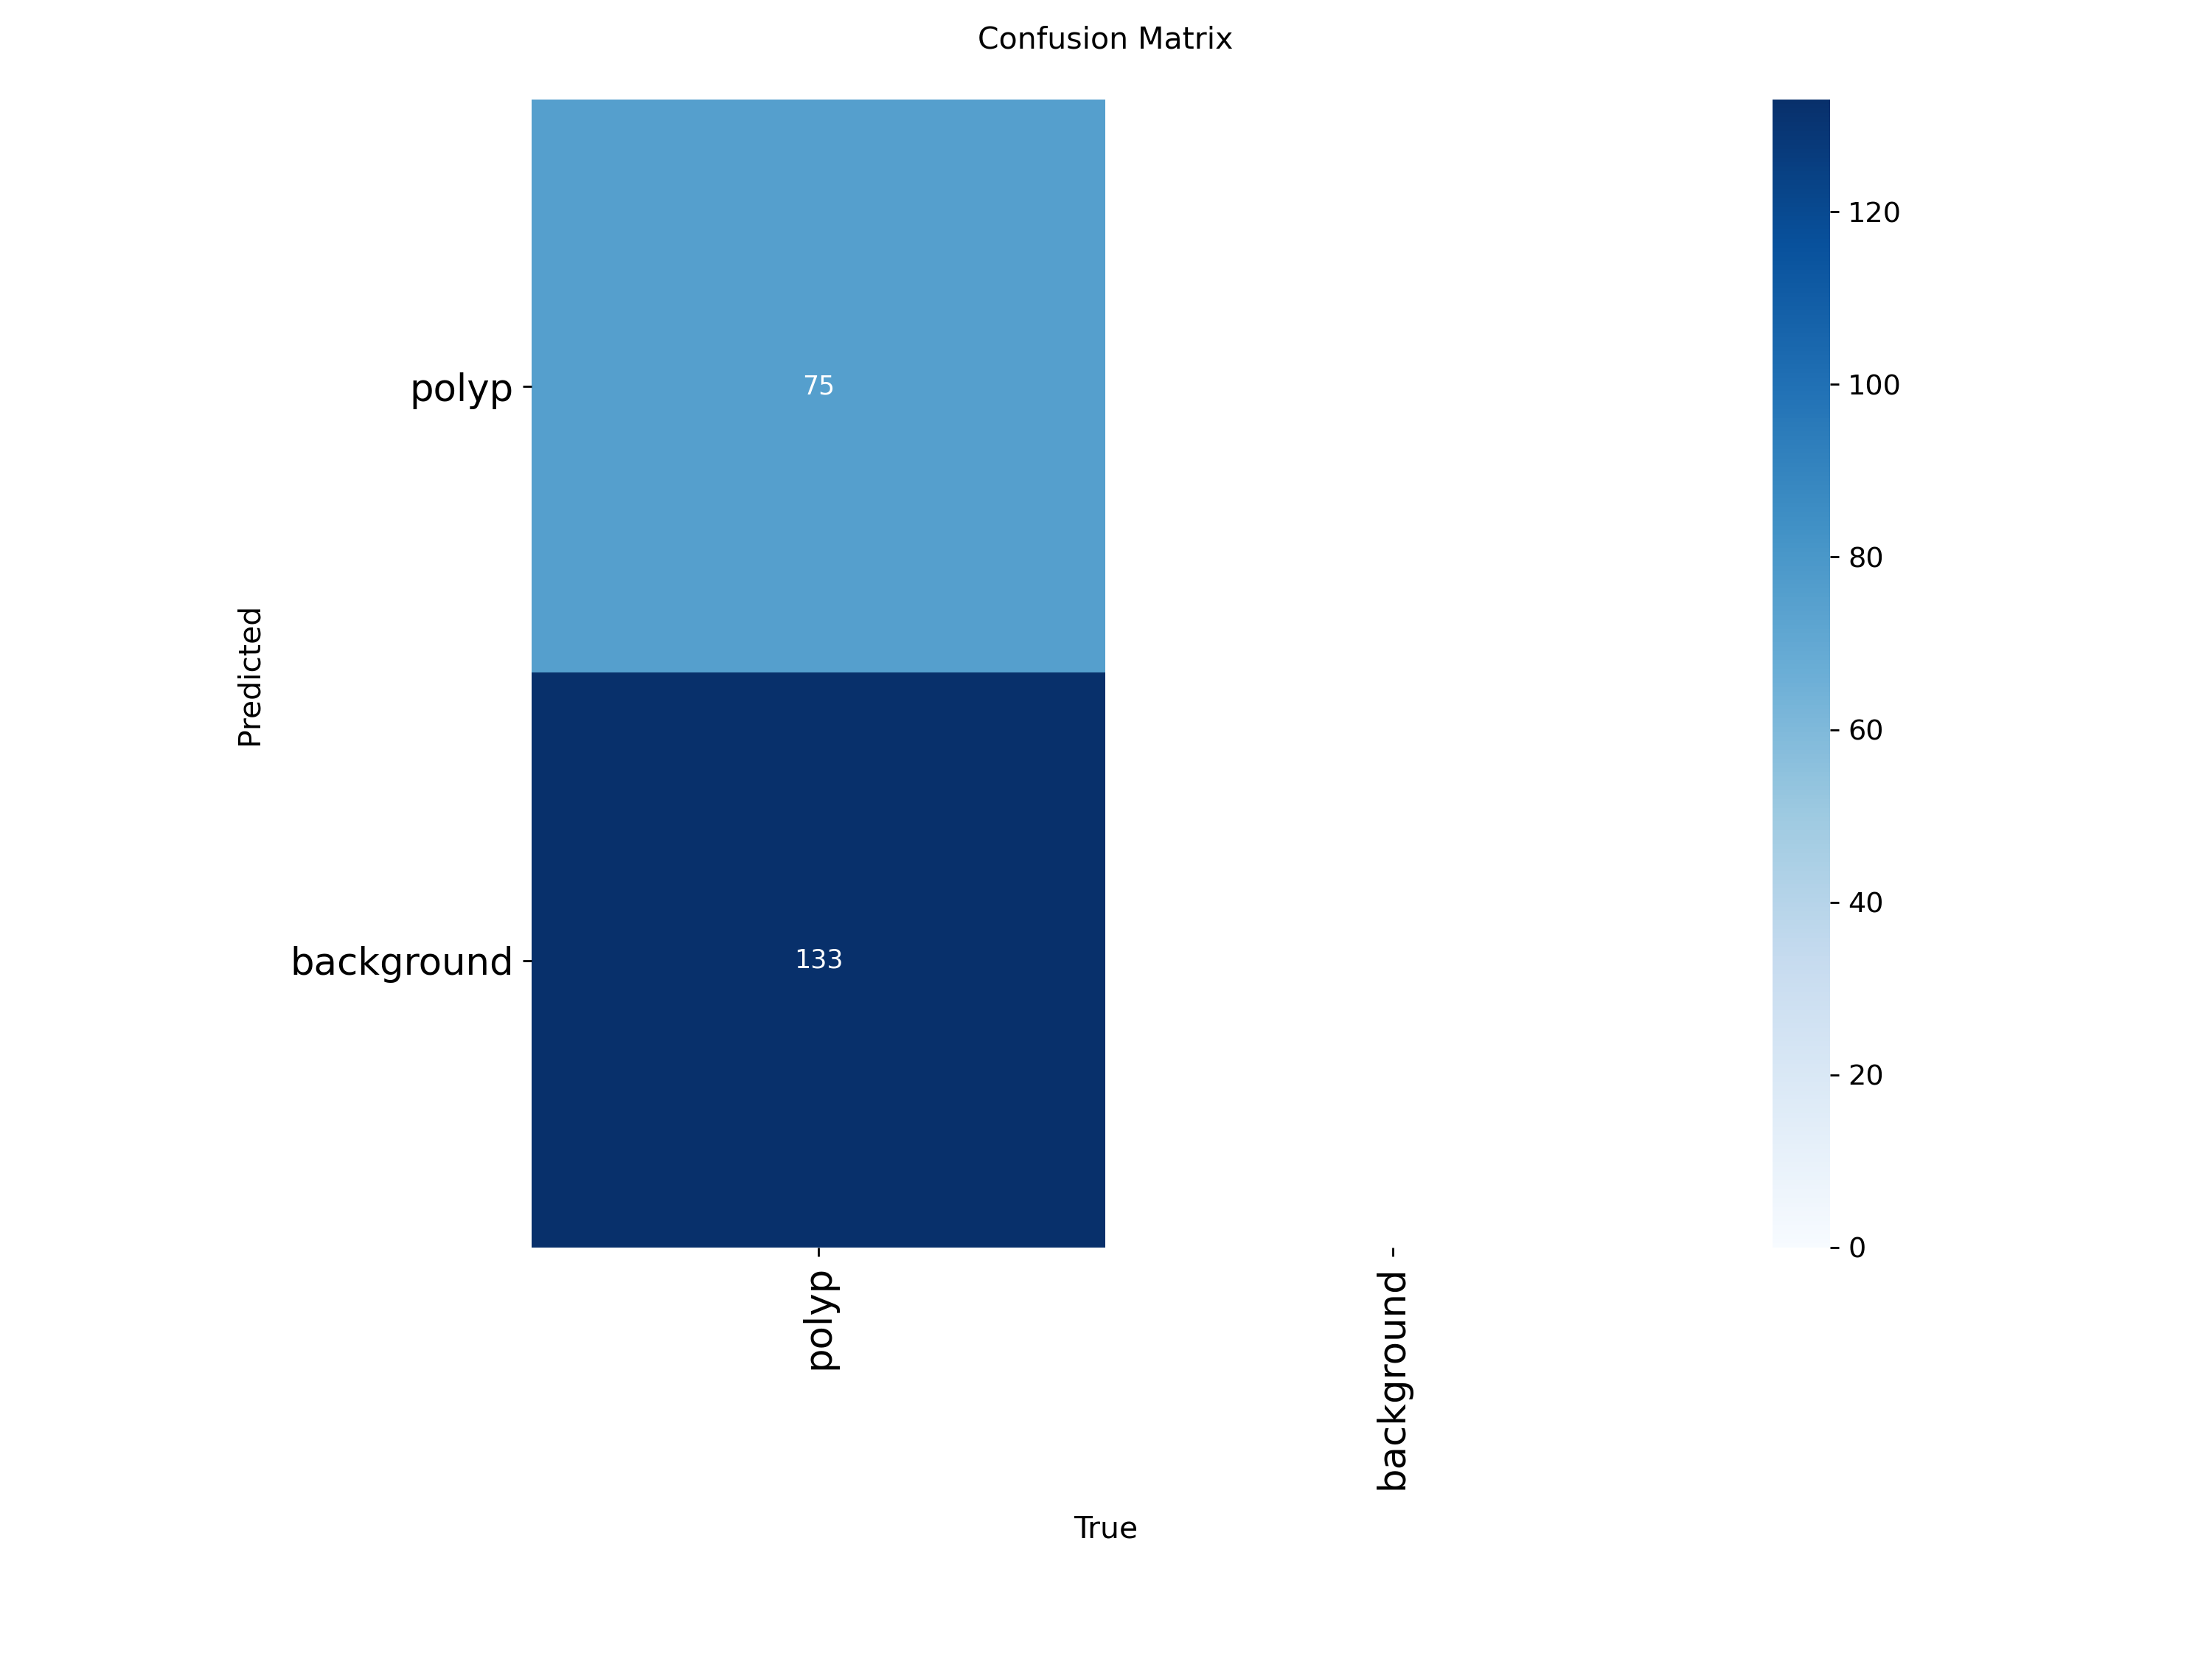 Confusion Matrix
polyp
75
background
133
Predicted
polyp
background
True
120
100
80
60
40
20
0